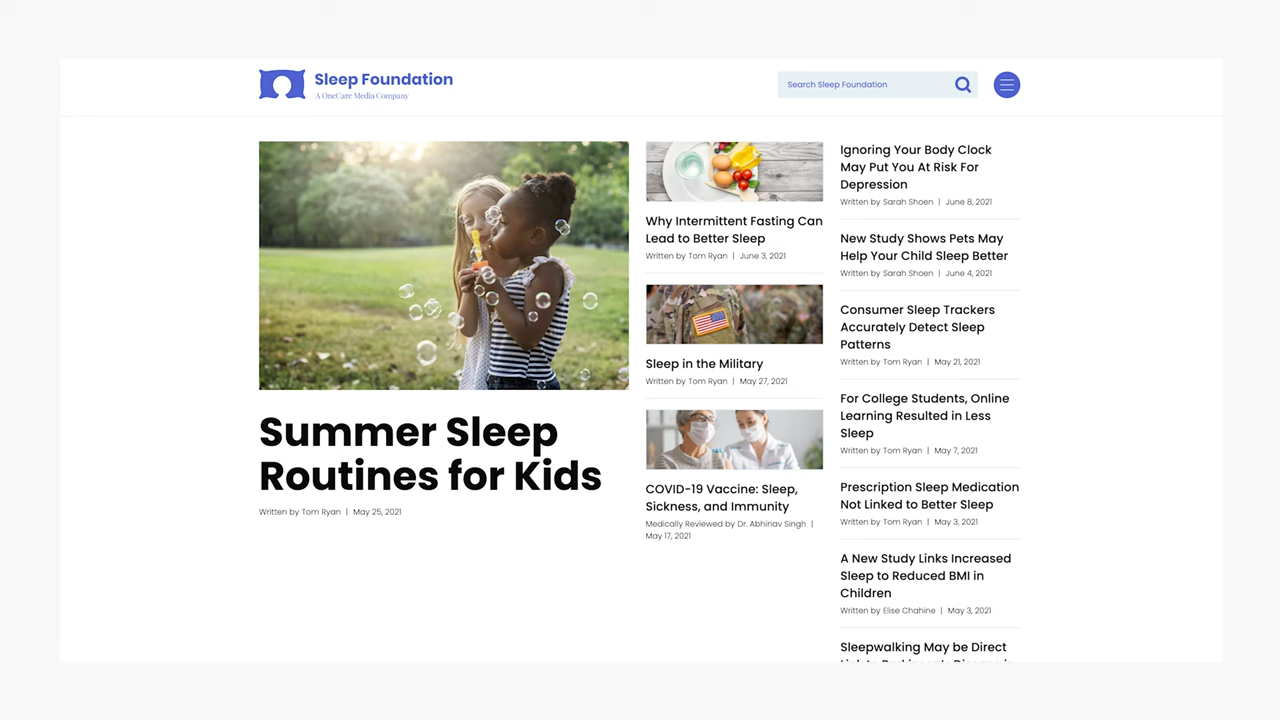 Sleep Foundation
A OneCare Media Company
Search Sleep Foundation
Summer Sleep
Routines for Kids
Written by Tom Ryan | May 25, 2021
Why Intermittent Fasting Can
Lead to Better Sleep
Written by Tom Ryan | June 3, 2021
Sleep in the Military
Written by Tom Ryan | May 27, 2021
COVID-19 Vaccine: Sleep,
Sickness, and Immunity
Medically Reviewed by Dr. Abhinav Singh |
May 17, 2021
Ignoring Your Body Clock
May Put You At Risk For
Depression
Written by Sarah Shoen | June 8, 2021
New Study Shows Pets May
Help Your Child Sleep Better
Written by Sarah Shoen | June 4, 2021
Consumer Sleep Trackers
Accurately Detect Sleep
Patterns
Written by Tom Ryan | May 21, 2021
For College Students, Online
Learning Resulted in Less
Sleep
Written by Tom Ryan | May 7, 2021
Prescription Sleep Medication
Not Linked to Better Sleep
Written by Tom Ryan | May 3, 2021
A New Study Links Increased
Sleep to Reduced BMI in
Children
Written by Elise Chahine | May 3, 2021
Sleepwalking May be Direct